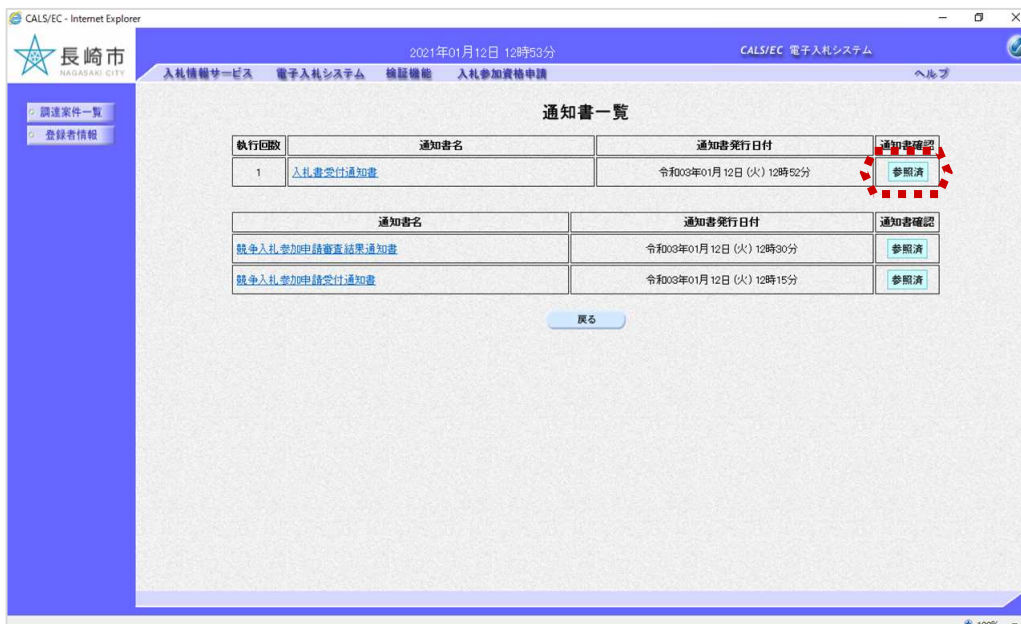 CALS/EC - Internet Explorer
長崎市
NAGASAKI CITY
2021年01月12日 12時53分
CALS/EC 電子入札システム
入札情報サービス 電子入札システム 検証機能 入札参加資格申請 ヘルプ
調達案件一覧
登録者情報
通知書一覧
執行回数 通知書名 通知書発行日付 通知書確認
1 入札書受付通知書 令和03年01月12日 (火) 12時52分 参照済
通知書名 通知書発行日付 通知書確認
競争入札参加申請審査結果通知書 令和03年01月12日 (火) 12時30分 参照済
競争入札参加申請受付通知書 令和03年01月12日 (火) 12時15分 参照済
戻る